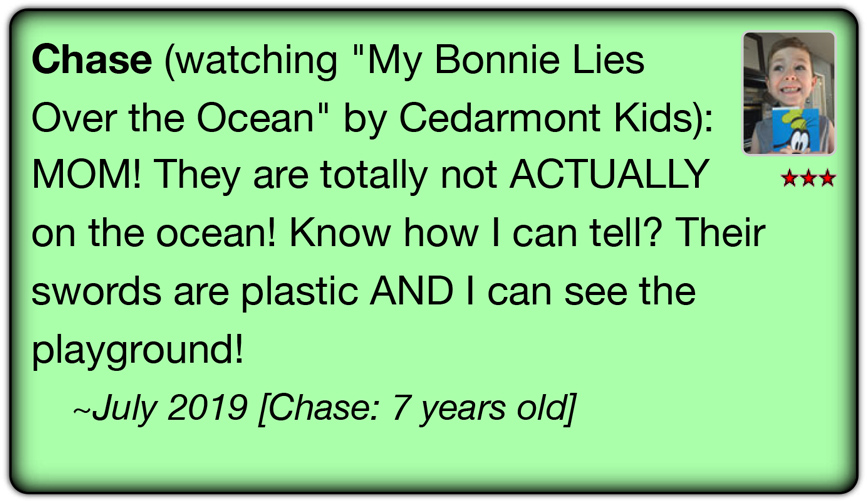 Chase (watching "My Bonnie Lies
Over the Ocean" by Cedarmont Kids):
MOM! They are totally not ACTUALLY
on the ocean! Know how I can tell? Their
swords are plastic AND I can see the
playground!
~July 2019 [Chase: 7 years old]